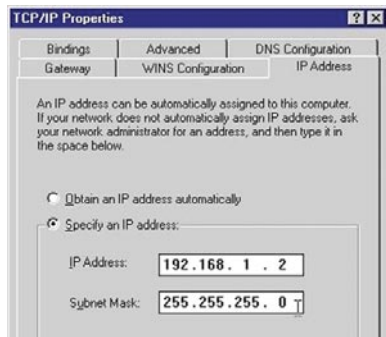 TCP/IP Properties
Bindings Advanced DNS Configuration
Gateway WINS Configuration IP Address
An IP address can be automatically assigned to this computer.
If your network does not automatically assign IP addresses, ask
your network administrator for an address, and then type it in
the space below.
Obtain an IP address automatically
Specify an IP address:
IP Address: 192.168. 1 . 2
Subnet Mask: 255.255.255. 0